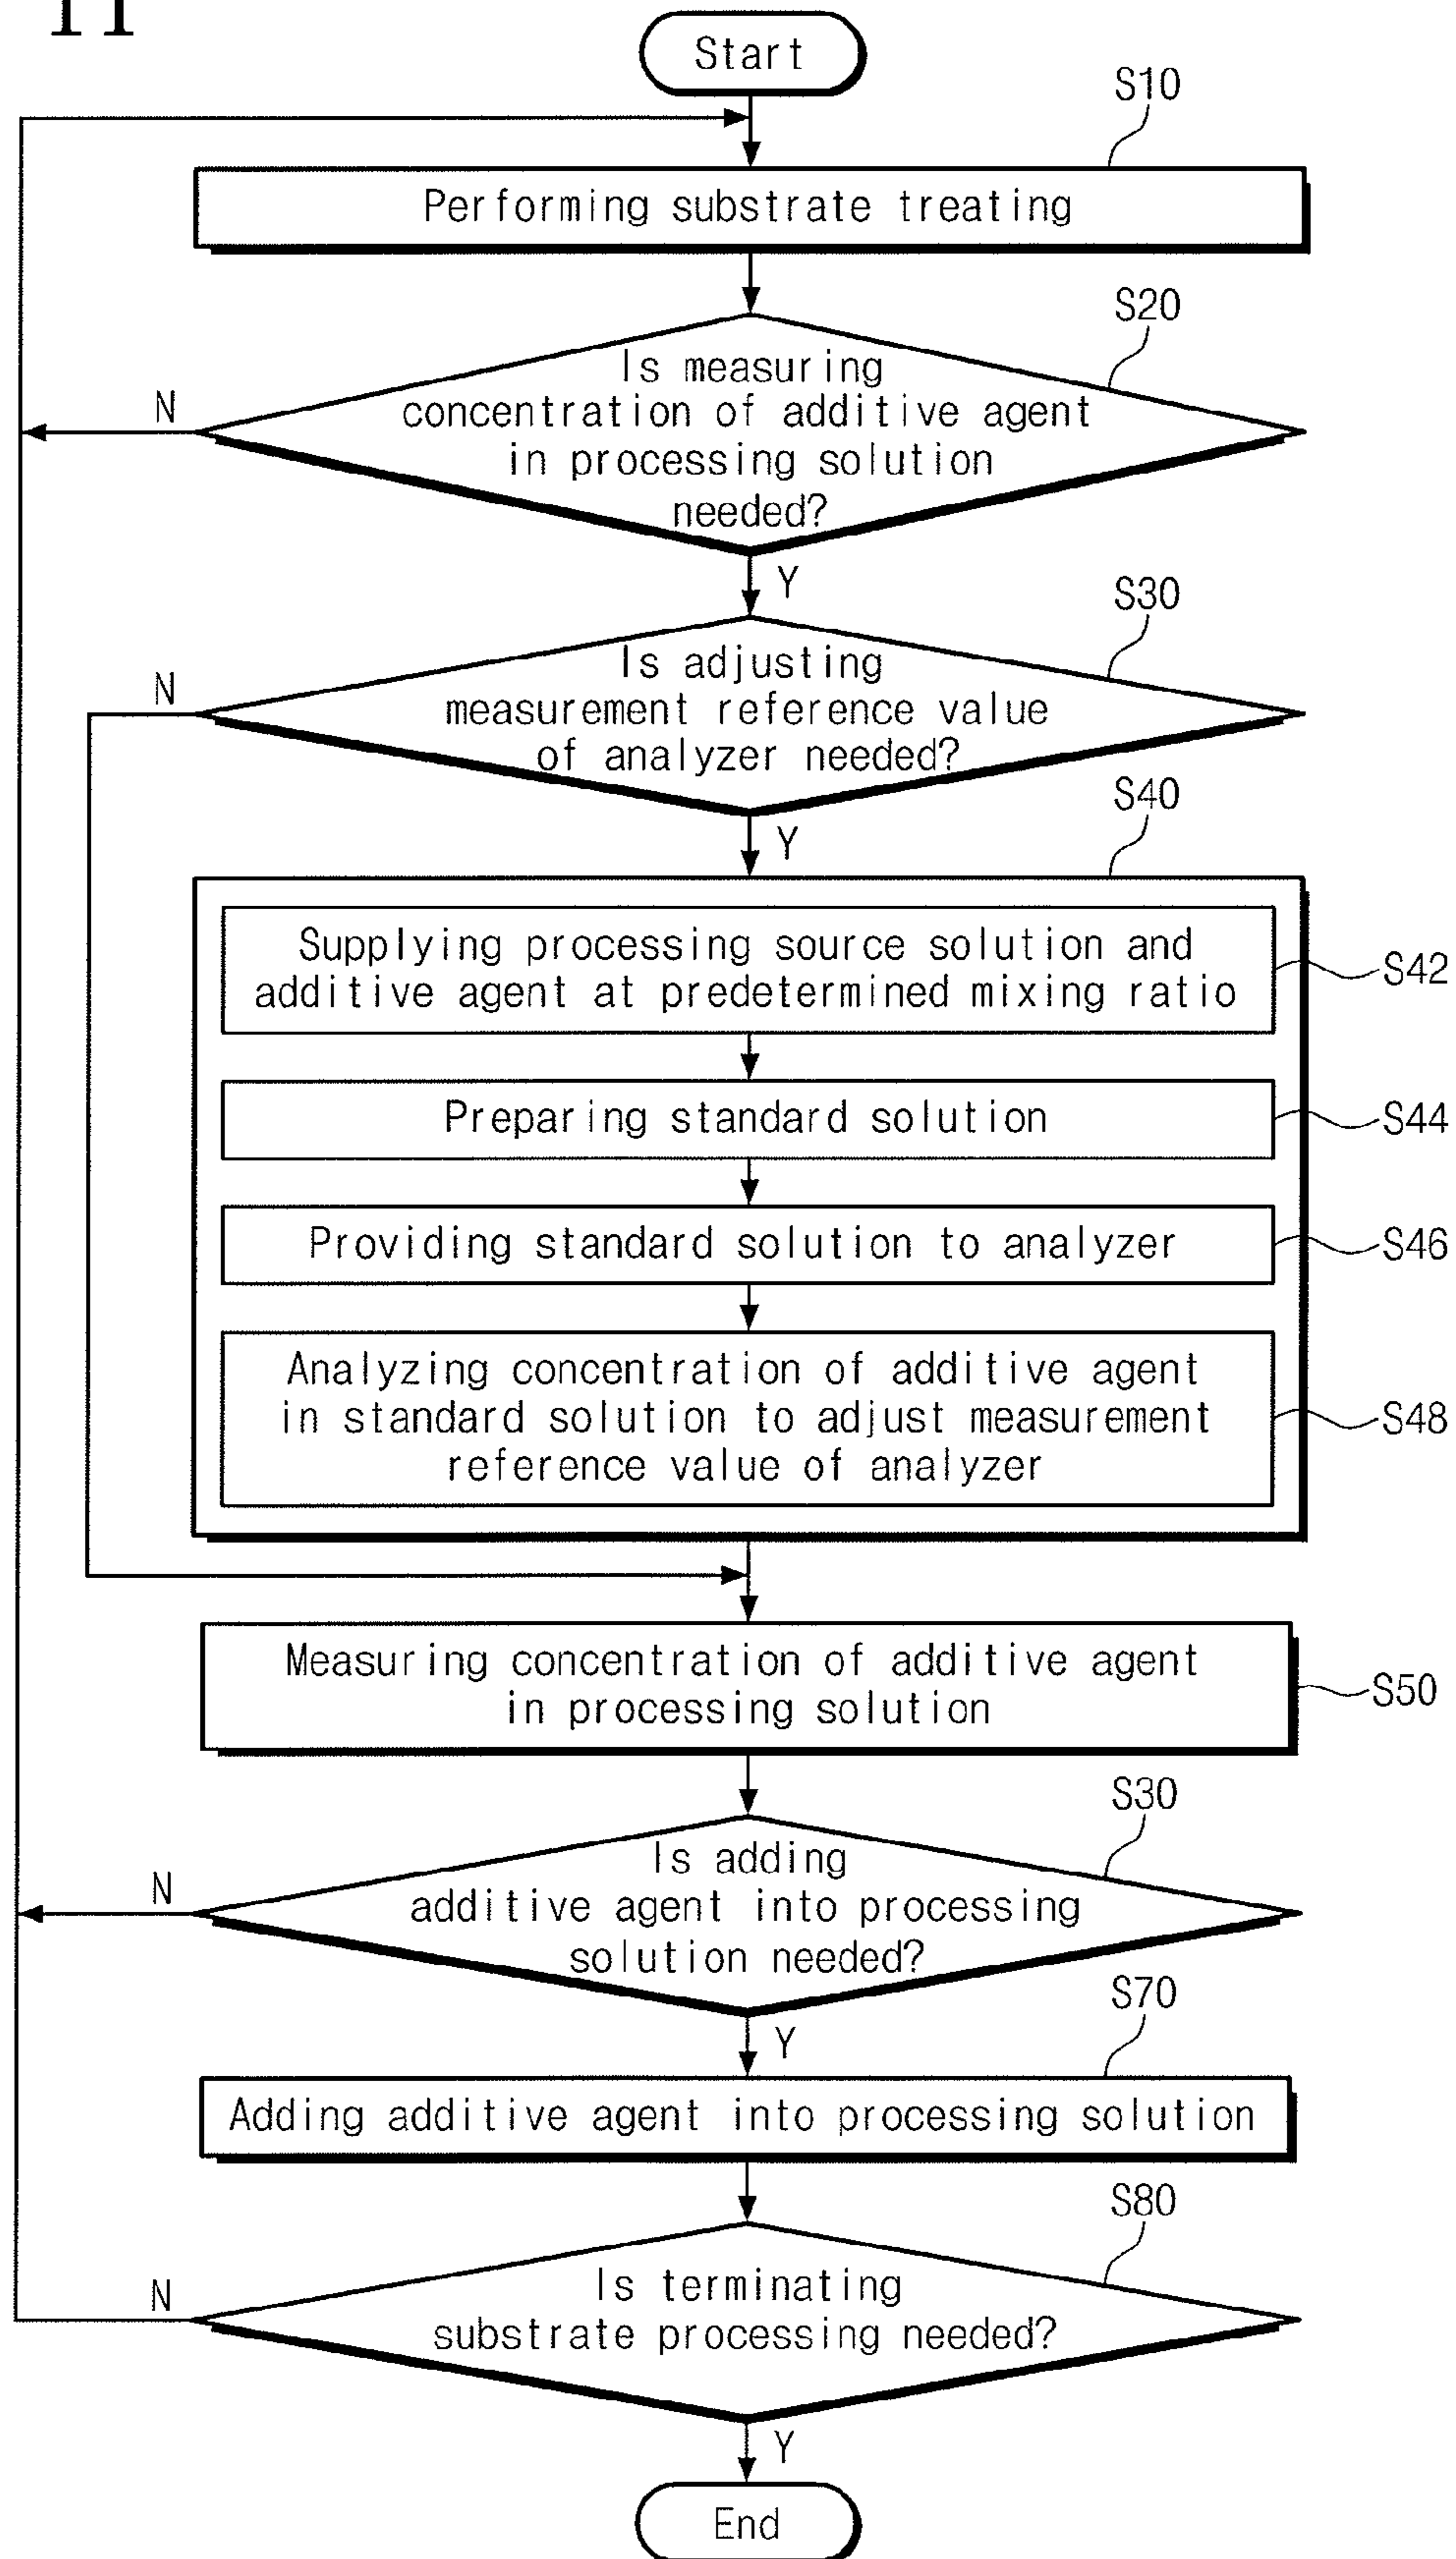 Start
S10
Performing substrate treating
S20
Is measuring
concentration of additive agent
in processing solution
needed?
N
Y
S30
Is adjusting
measurement reference value
of analyzer needed?
N
Y
S40
Supplying processing source solution and
additive agent at predetermined mixing ratio
S42
Preparing standard solution
S44
Providing standard solution to analyzer
S46
Analyzing concentration of additive agent
in standard solution to adjust measurement
reference value of analyzer
S48
Measuring concentration of additive agent
in processing solution
S50
S30
Is adding
additive agent into processing
solution needed?
N
Y
S70
Adding additive agent into processing solution
S80
Is terminating
substrate processing needed?
N
Y
End